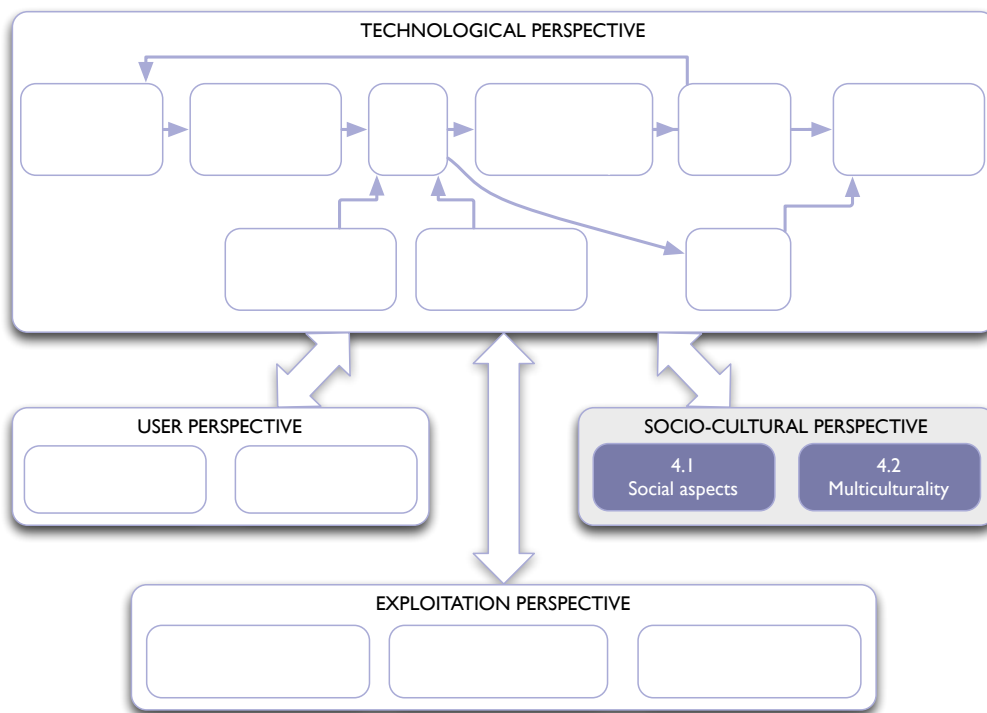 TECHNOLOGICAL PERSPECTIVE
USER PERSPECTIVE
SOCIO-CULTURAL PERSPECTIVE
4.1
Social aspects
4.2
Multiculturality
EXPLOITATION PERSPECTIVE